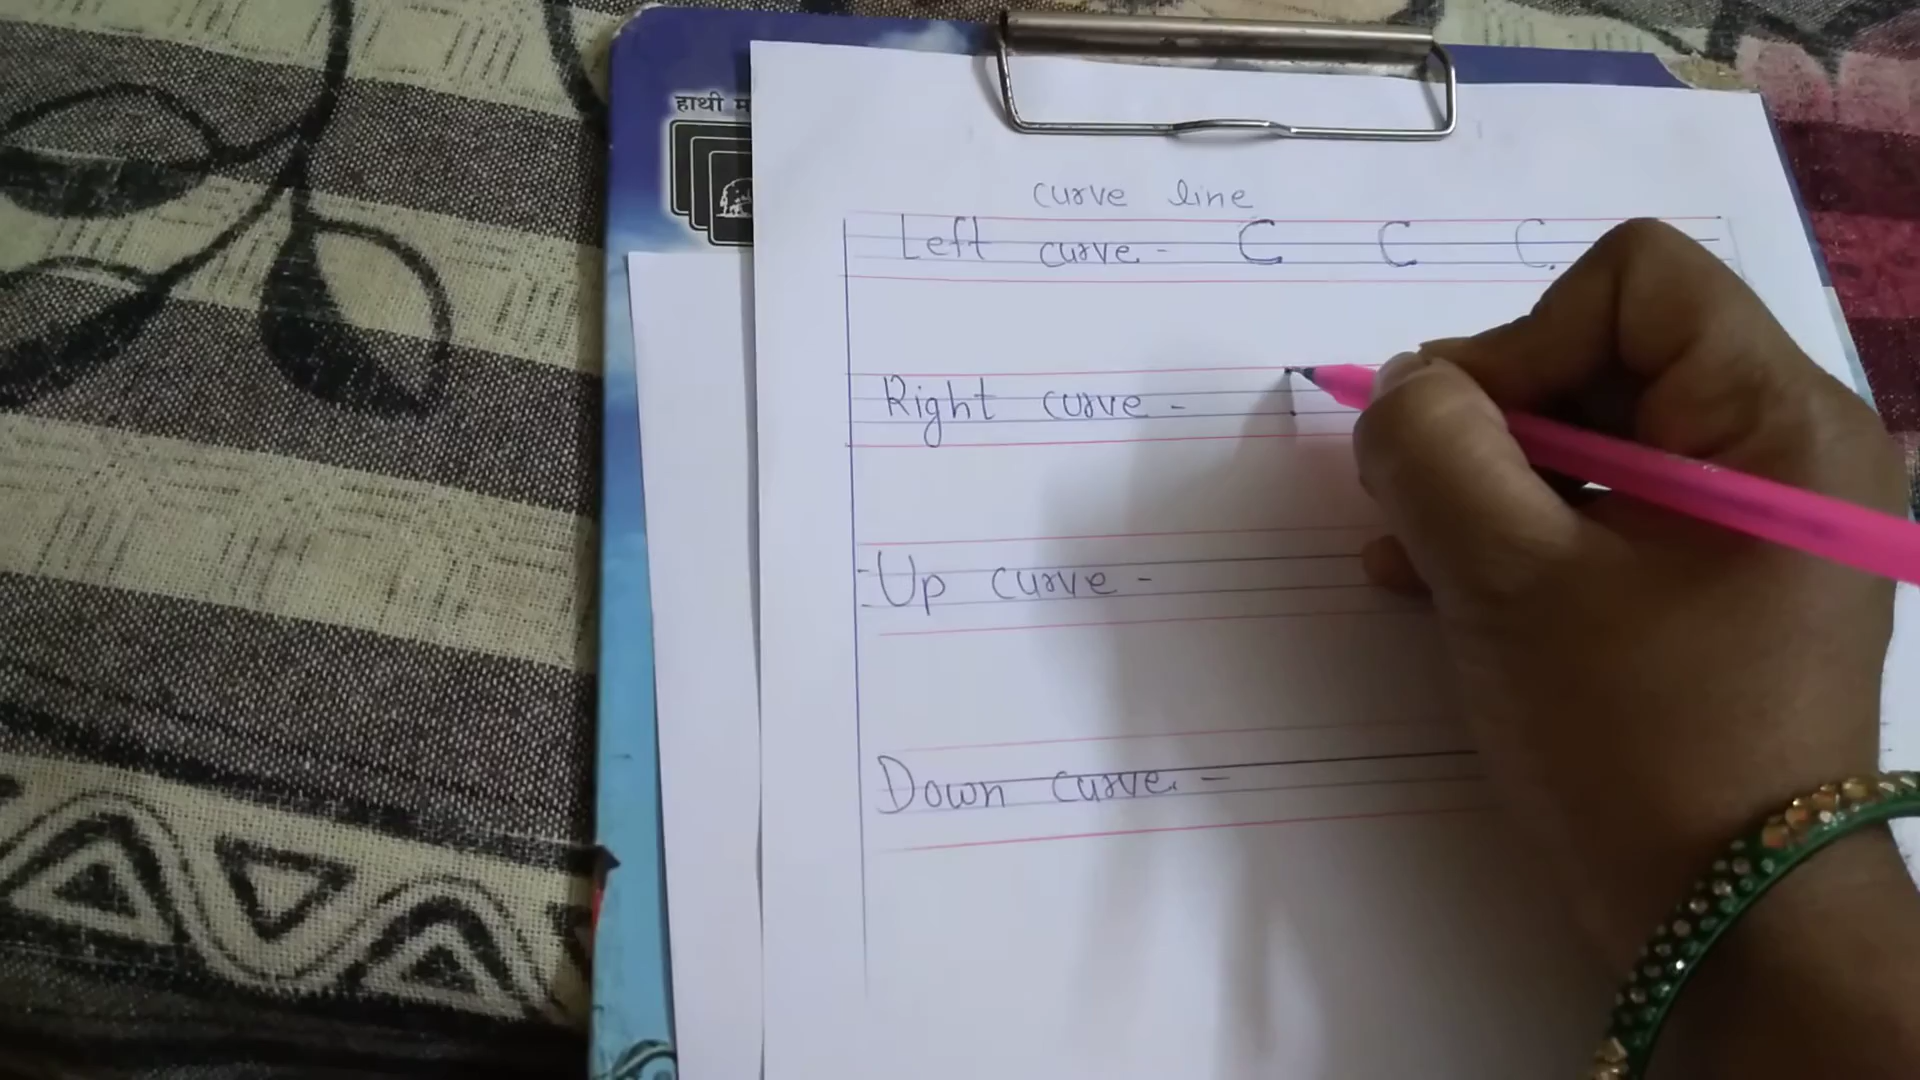 हाथी
curve line
Left curve - C C C.
Right curve -
Up curve -
Down curve. -